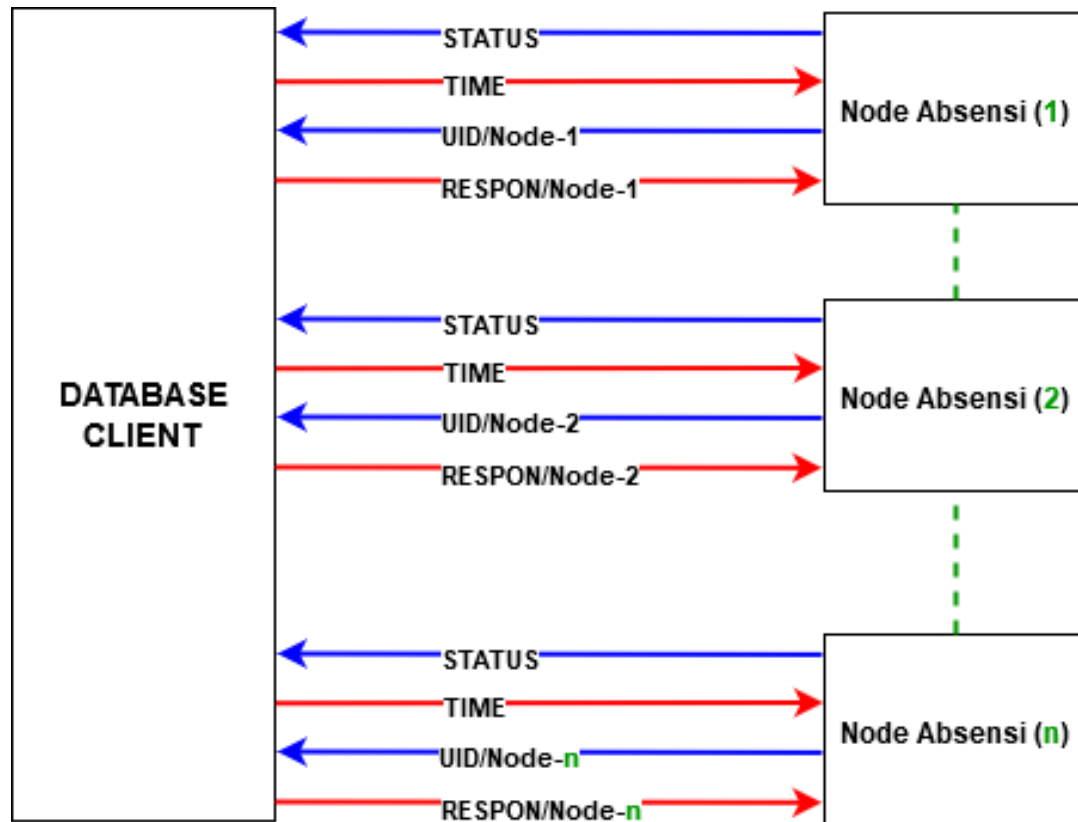 STATUS
TIME
UID/Node-1
RESPON/Node-1
Node Absensi (1)
STATUS
TIME
UID/Node-2
RESPON/Node-2
Node Absensi (2)
DATABASE
CLIENT
STATUS
TIME
UID/Node-n
RESPON/Node-n
Node Absensi (n)